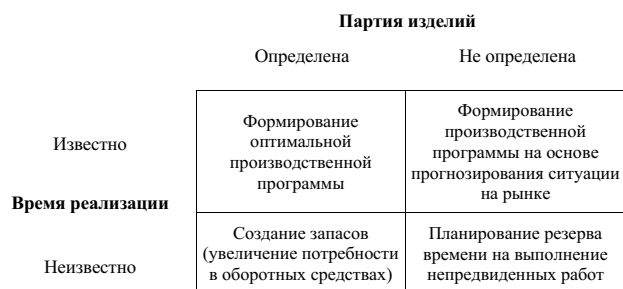 Партия изделий
Определена Не определена
Известно
Формирование
оптимальной
производственной
программы
Формирование
производственной
программы на основе
прогнозирования ситуации
на рынке
Время реализации
Неизвестно
Создание запасов
(увеличение потребности
в оборотных средствах)
Планирование резерва
времени на выполнение
непредвиденных работ